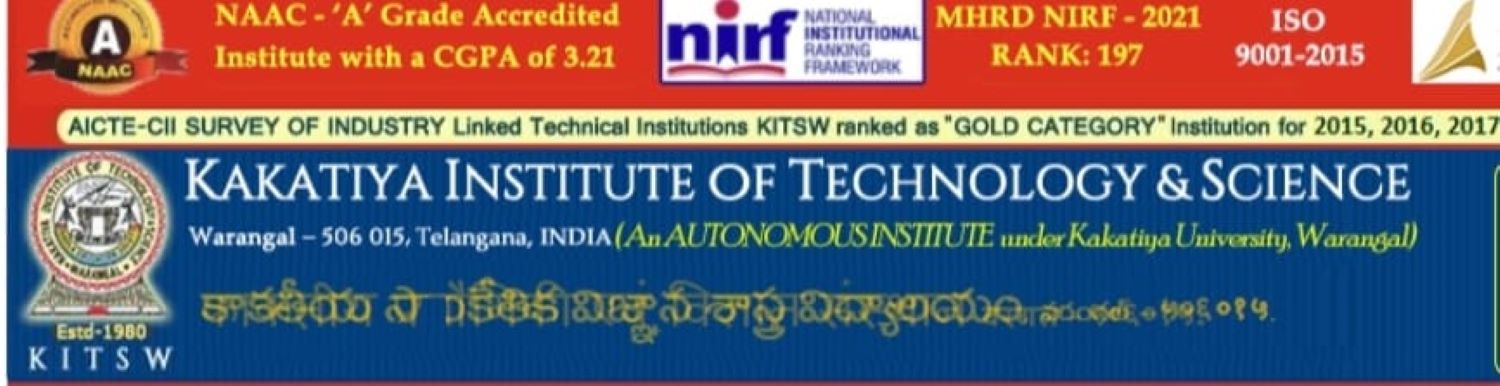 NAAC - 'A' Grade Accredited
Institute with a CGPA of 3.21
A
NAAC
nirf
NATIONAL
INSTITUTIONAL
RANKING
FRAMEWORK
MHRD NIRF - 2021
RANK: 197
ISO
9001-2015
AICTE-CII SURVEY OF INDUSTRY Linked Technical Institutions KITSW ranked as "GOLD CATEGORY" Institution for 2015, 2016, 2017
KAKATIYA INSTITUTE OF TECHNOLOGY & SCIENCE
Warangal – 506 015, Telangana, INDIA (An AUTONOMOUS INSTITUTE under Kakatiya University, Warangal)
Estd-1980
KITSW